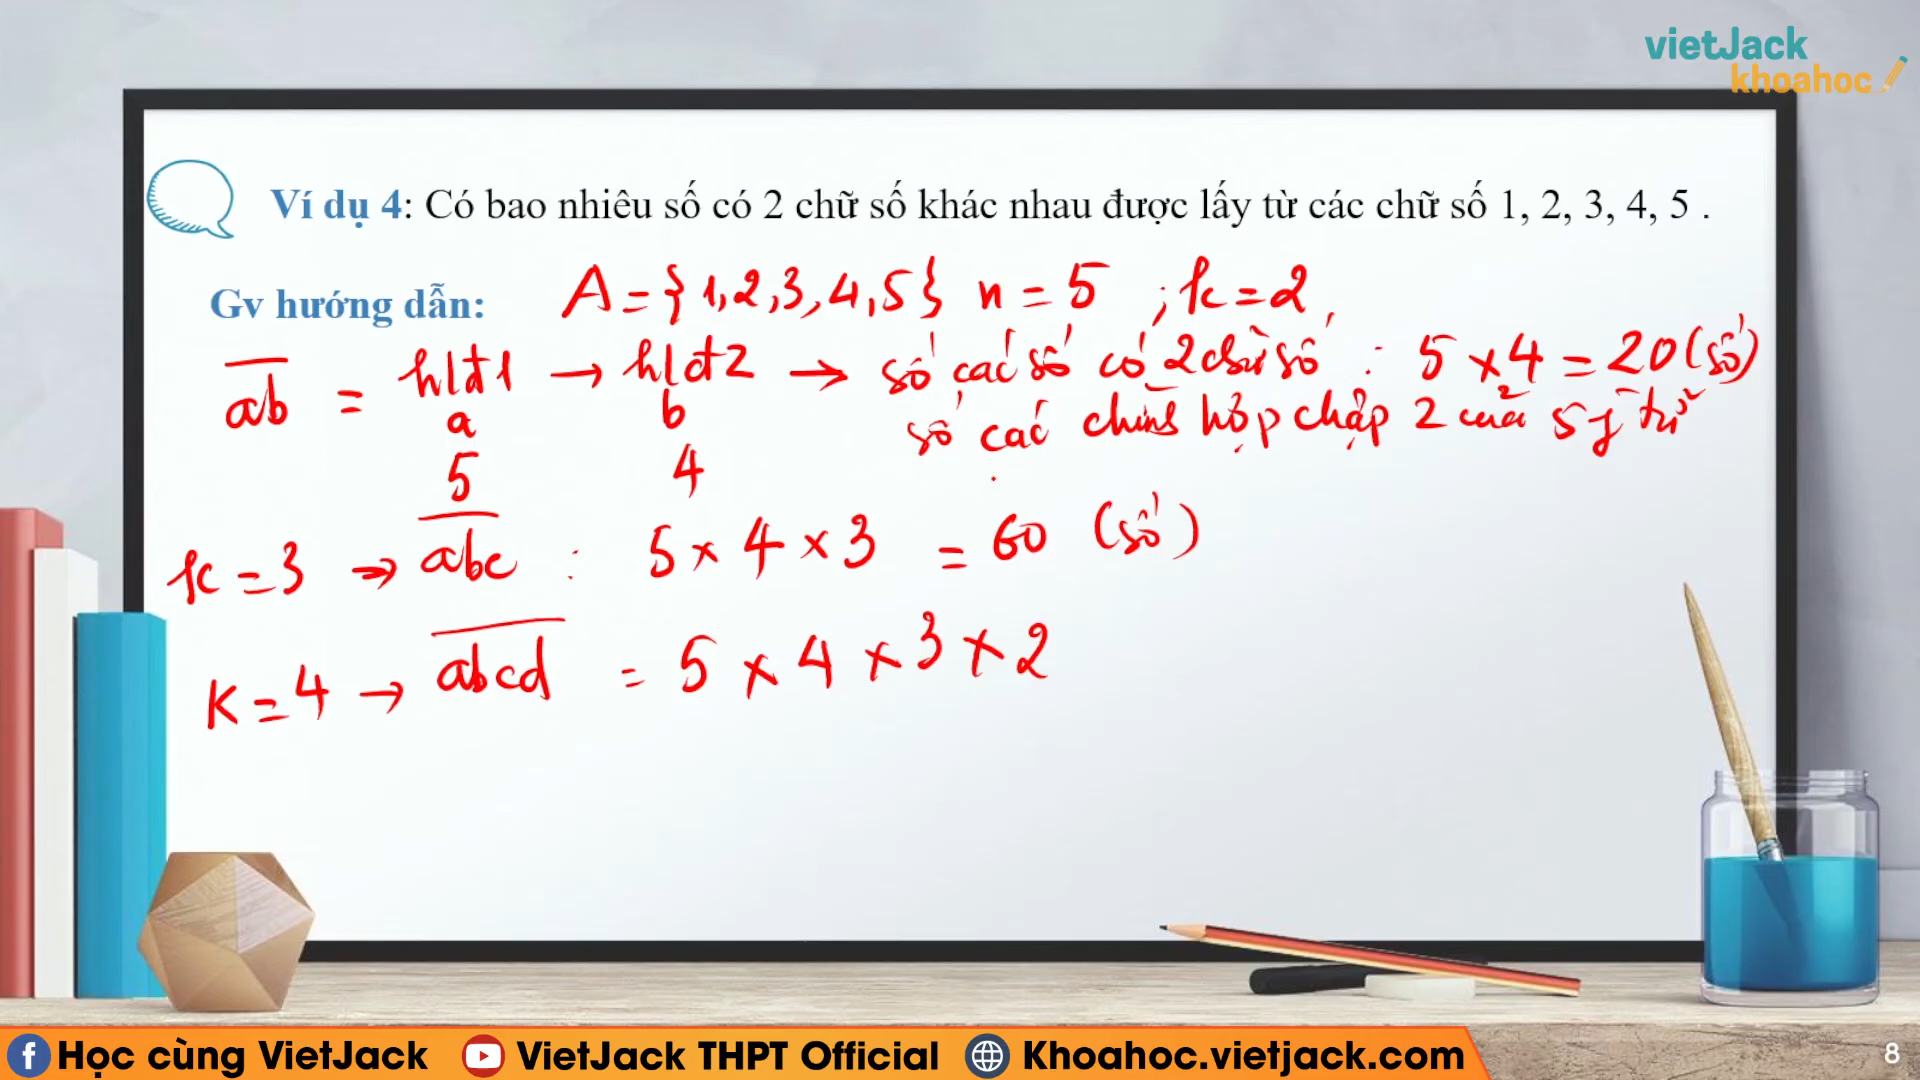 vietJack
khoahoc
Ví dụ 4: Có bao nhiêu số có 2 chữ số khác nhau được lấy từ các chữ số 1, 2, 3, 4, 5 .
Gv hướng dẫn: A = {1,2,3,4,5} n = 5 ; k = 2
ab = hđ1 → hđ2 → số các số có 2 chữ số : 5 × 4 = 20 (số)
a b số các chỉnh hợp chập 2 của 5 p tử
5 4
k = 3 → abc : 5 × 4 × 3 = 60 (số)
K = 4 → abcd = 5 × 4 × 3 × 2
Học cùng VietJack VietJack THPT Official Khoahoc.vietjack.com 8